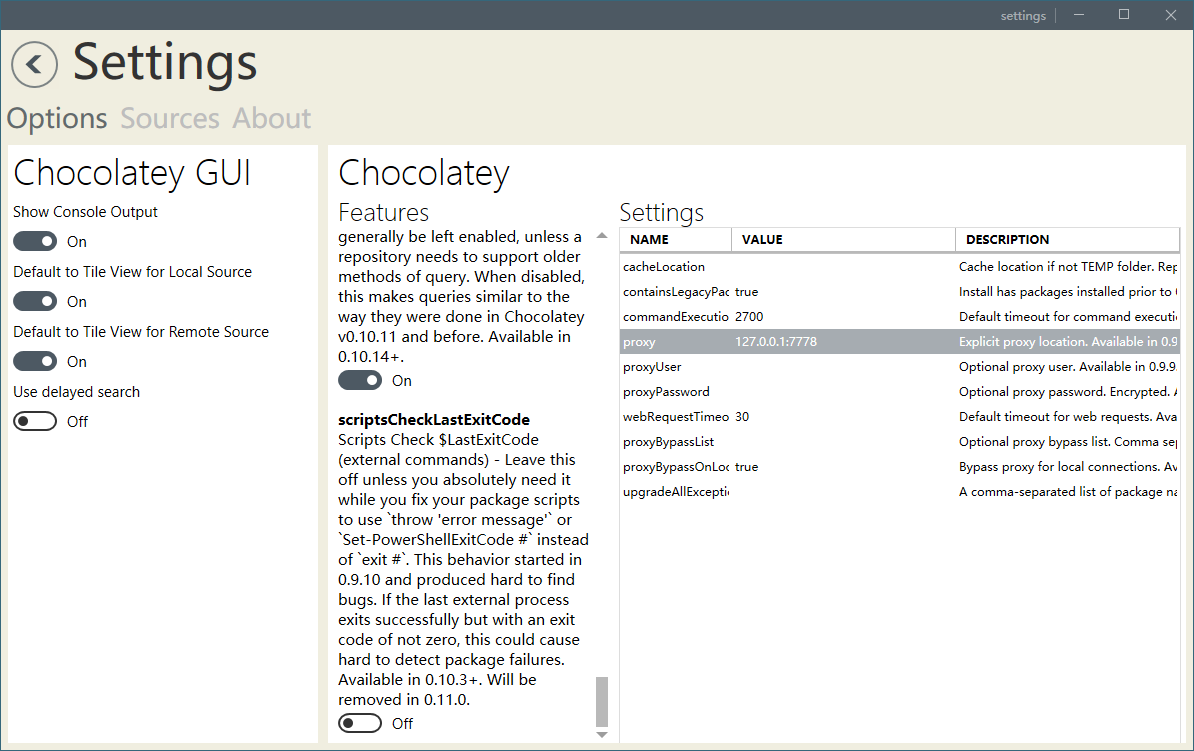 settings
Settings
Options Sources About
Chocolatey GUI
Show Console Output
On
Default to Tile View for Local Source
On
Default to Tile View for Remote Source
On
Use delayed search
Off
Chocolatey
Features
generally be left enabled, unless a
repository needs to support older
methods of query. When disabled,
this makes queries similar to the
way they were done in Chocolatey
v0.10.11 and before. Available in
0.10.14+.
On
scriptsCheckLastExitCode
Scripts Check $LastExitCode
(external commands) - Leave this
off unless you absolutely need it
while you fix your package scripts
to use `throw 'error message'` or
`Set-PowerShellExitCode #` instead
of `exit #`. This behavior started in
0.9.10 and produced hard to find
bugs. If the last external process
exits successfully but with an exit
code of not zero, this could cause
hard to detect package failures.
Available in 0.10.3+. Will be
removed in 0.11.0.
Off
Settings
NAME VALUE DESCRIPTION
cacheLocation Cache location if not TEMP folder. Rep
containsLegacyPac true Install has packages installed prior to
commandExecutio 2700 Default timeout for command executi
proxy 127.0.0.1:7778 Explicit proxy location. Available in 0.9
proxyUser Optional proxy user. Available in 0.9.9.
proxyPassword Optional proxy password. Encrypted. A
webRequestTimeo 30 Default timeout for web requests. Ava
proxyBypassList Optional proxy bypass list. Comma sep
proxyBypassOnLoc true Bypass proxy for local connections. Av
upgradeAllExcepti A comma-separated list of package na